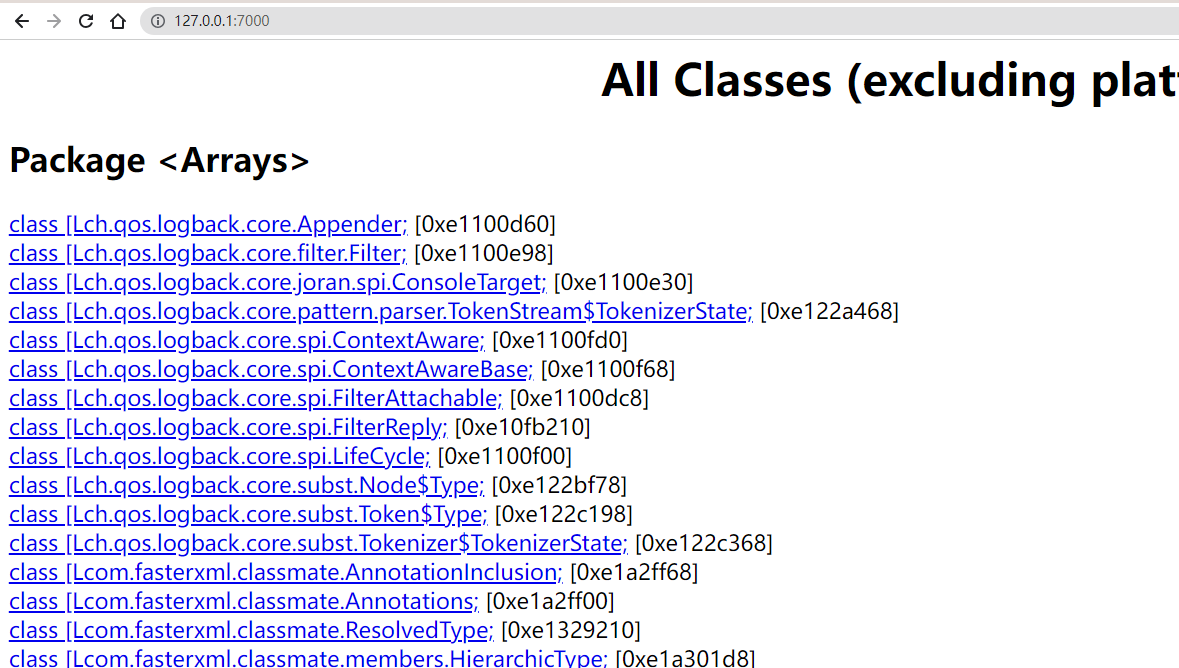 127.0.0.1:7000
All Classes (excluding plat
Package <Arrays>
class [Lch.qos.logback.core.Appender; [0xe1100d60]
class [Lch.qos.logback.core.filter.Filter; [0xe1100e98]
class [Lch.qos.logback.core.joran.spi.ConsoleTarget; [0xe1100e30]
class [Lch.qos.logback.core.pattern.parser.TokenStream$TokenizerState; [0xe122a468]
class [Lch.qos.logback.core.spi.ContextAware; [0xe1100fd0]
class [Lch.qos.logback.core.spi.ContextAwareBase; [0xe1100f68]
class [Lch.qos.logback.core.spi.FilterAttachable; [0xe1100dc8]
class [Lch.qos.logback.core.spi.FilterReply; [0xe10fb210]
class [Lch.qos.logback.core.spi.LifeCycle; [0xe1100f00]
class [Lch.qos.logback.core.subst.Node$Type; [0xe122bf78]
class [Lch.qos.logback.core.subst.Token$Type; [0xe122c198]
class [Lch.qos.logback.core.subst.Tokenizer$TokenizerState; [0xe122c368]
class [Lcom.fasterxml.classmate.AnnotationInclusion; [0xe1a2ff68]
class [Lcom.fasterxml.classmate.Annotations; [0xe1a2ff00]
class [Lcom.fasterxml.classmate.ResolvedType; [0xe1329210]
class [Lcom.fasterxml.classmate.members.HierarchicType; [0xe1a301d8]